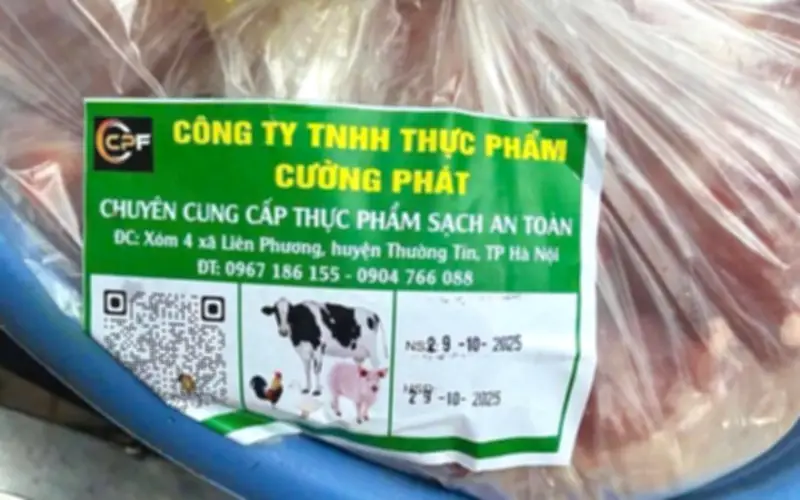 CPF
CÔNG TY TNHH THỰC PHẨM
CƯỜNG PHÁT
CHUYÊN CUNG CẤP THỰC PHẨM SẠCH AN TOÀN
ĐC: Xóm 4 xã Liên Phương, huyện Thường Tín, TP Hà Nội
ĐT: 0967 186 155 - 0904 766 088
NS 29 -10- 2025
29 -10- 2025